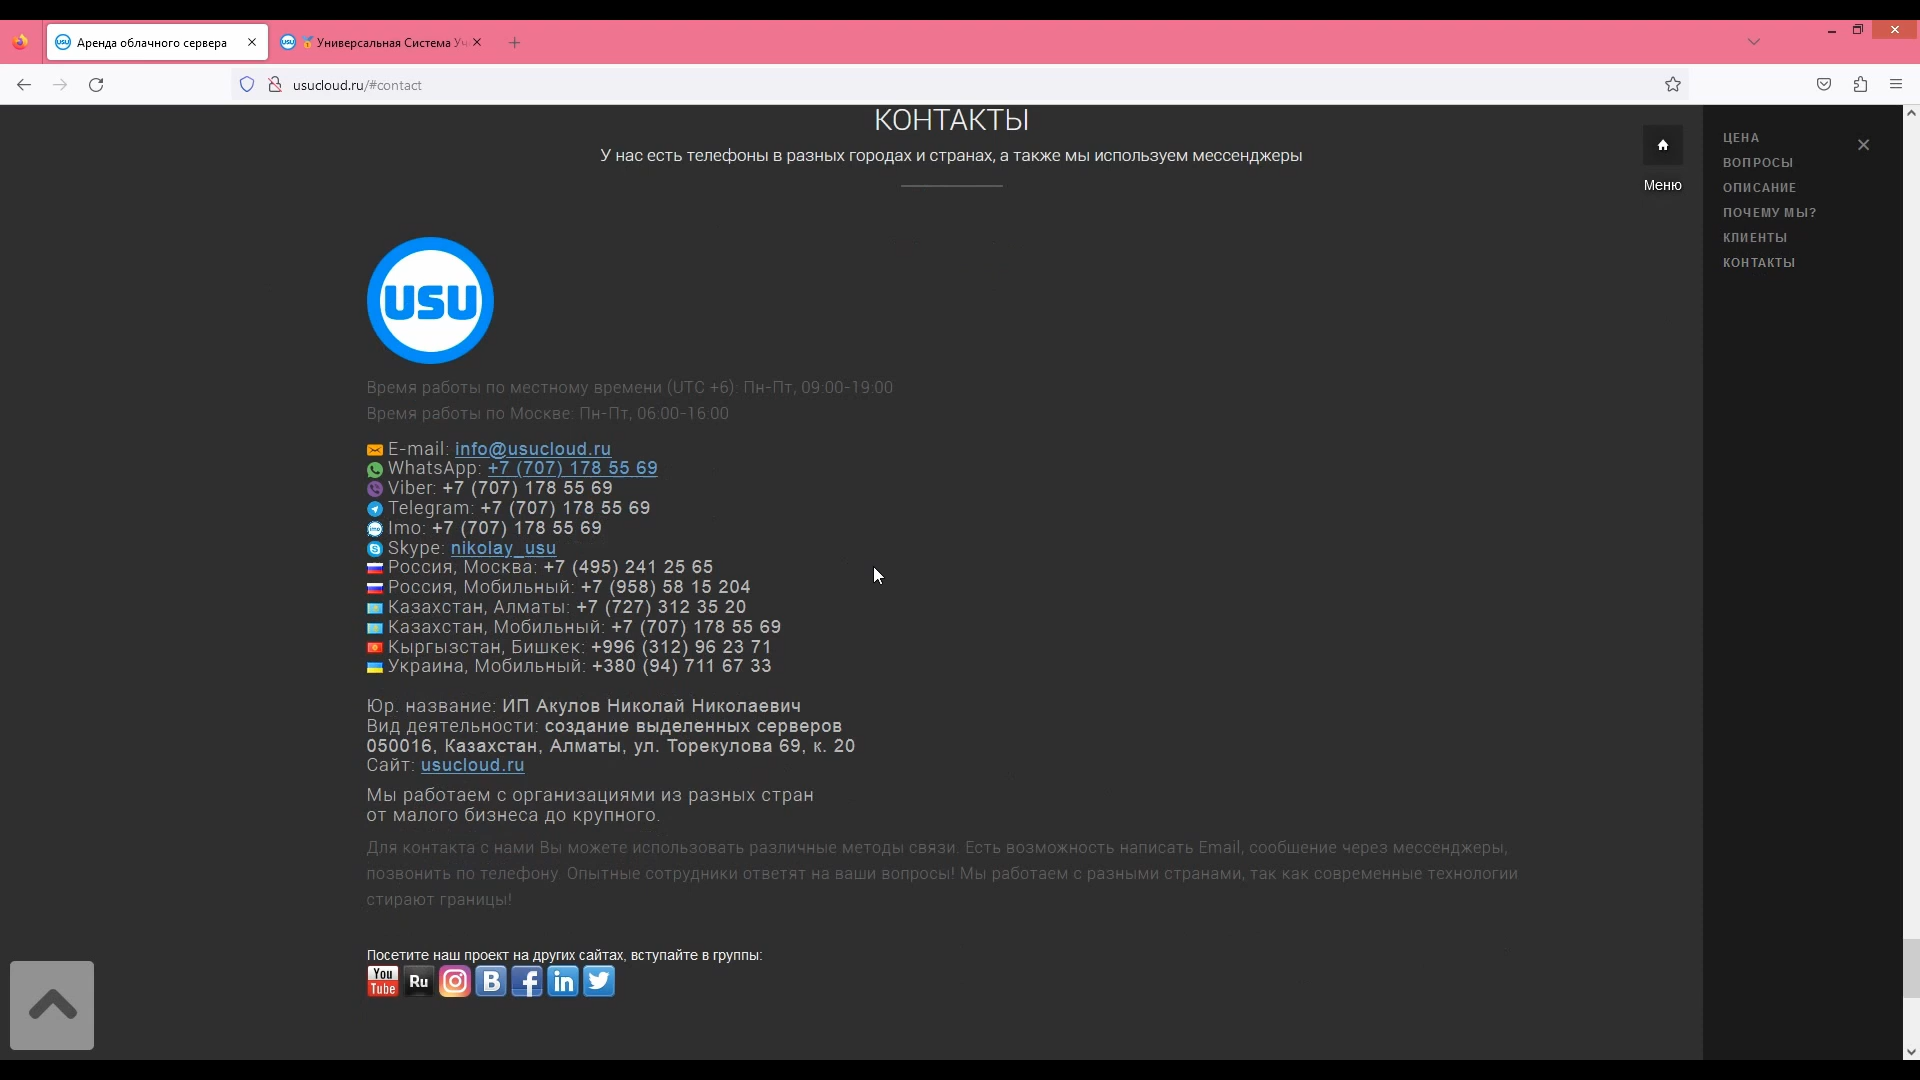 Аренда облачного сервера
Универсальная Система Уч
usucloud.ru/#contact
КОНТАКТЫ
У нас есть телефоны в разных городах и странах, а также мы используем мессенджеры
Меню
ЦЕНА
ВОПРОСЫ
ОПИСАНИЕ
ПОЧЕМУ МЫ?
КЛИЕНТЫ
КОНТАКТЫ
USU
Время работы по местному времени (UTC +6): Пн-Пт, 09:00-19:00
Время работы по Москве: Пн-Пт, 06:00-16:00
E-mail: info@usucloud.ru
WhatsApp: +7 (707) 178 55 69
Viber: +7 (707) 178 55 69
Telegram: +7 (707) 178 55 69
Imo: +7 (707) 178 55 69
Skype: nikolay_usu
Россия, Москва: +7 (495) 241 25 65
Россия, Мобильный: +7 (958) 58 15 204
Казахстан, Алматы: +7 (727) 312 35 20
Казахстан, Мобильный: +7 (707) 178 55 69
Кыргызстан, Бишкек: +996 (312) 96 23 71
Украина, Мобильный: +380 (94) 711 67 33
Юр. название: ИП Акулов Николай Николаевич
Вид деятельности: создание выделенных серверов
050016, Казахстан, Алматы, ул. Торекулова 69, к. 20
Сайт: usucloud.ru
Мы работаем с организациями из разных стран
от малого бизнеса до крупного.
Для контакта с нами Вы можете использовать различные методы связи. Есть возможность написать Email, сообщение через мессенджеры,
позвонить по телефону. Опытные сотрудники ответят на ваши вопросы! Мы работаем с разными странами, так как современные технологии
стирают границы!
Посетите наш проект на других сайтах, вступайте в группы:
You Tube Ru B f in